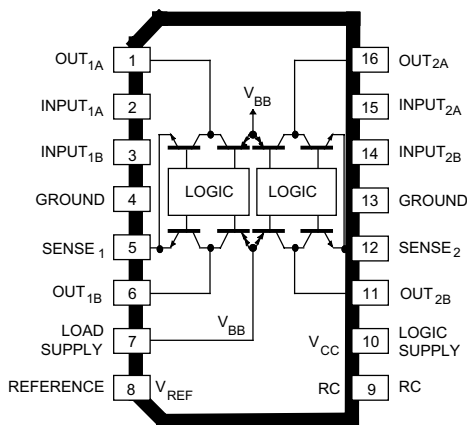 OUT1A 1 16 OUT2A
INPUT1A 2 VBB 15 INPUT2A
INPUT1B 3 14 INPUT2B
GROUND 4 LOGIC LOGIC 13 GROUND
SENSE1 5 12 SENSE2
OUT1B 6 11 OUT2B
LOAD
SUPPLY 7 VBB VCC 10 LOGIC
SUPPLY
REFERENCE 8 VREF RC 9 RC